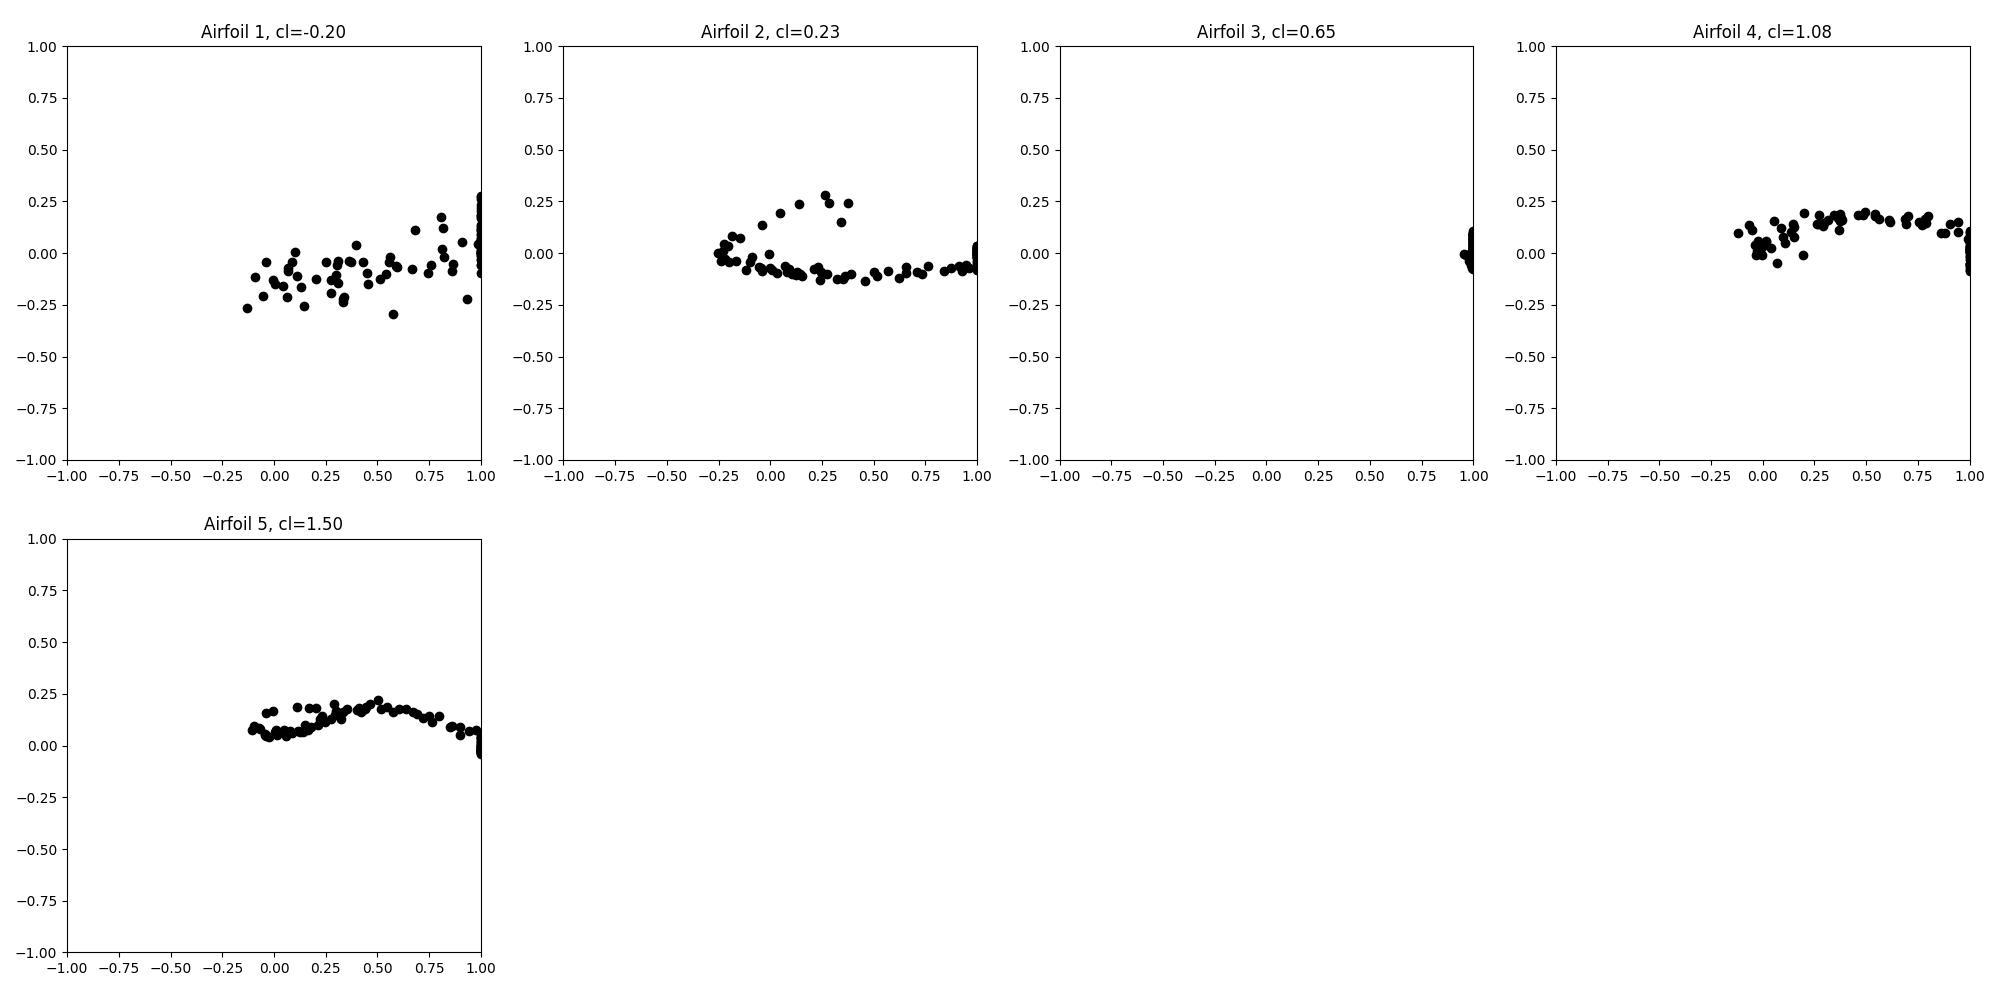 Airfoil 1, cl=-0.20
Airfoil 2, cl=0.23
Airfoil 3, cl=0.65
Airfoil 4, cl=1.08
1.00 1.00 1.00 1.00
0.75 0.75 0.75 0.75
0.50 0.50 0.50 0.50
0.25 0.25 0.25 0.25
0.00 0.00 0.00 0.00
−0.25 −0.25 −0.25 −0.25
−0.50 −0.50 −0.50 −0.50
−0.75 −0.75 −0.75 −0.75
−1.00 −1.00 −1.00 −1.00
−1.00 −0.75 −0.50 −0.25 0.00 0.25 0.50 0.75 1.00
−1.00 −0.75 −0.50 −0.25 0.00 0.25 0.50 0.75 1.00
−1.00 −0.75 −0.50 −0.25 0.00 0.25 0.50 0.75 1.00
−1.00 −0.75 −0.50 −0.25 0.00 0.25 0.50 0.75 1.00
Airfoil 5, cl=1.50
1.00
0.75
0.50
0.25
0.00
−0.25
−0.50
−0.75
−1.00
−1.00 −0.75 −0.50 −0.25 0.00 0.25 0.50 0.75 1.00